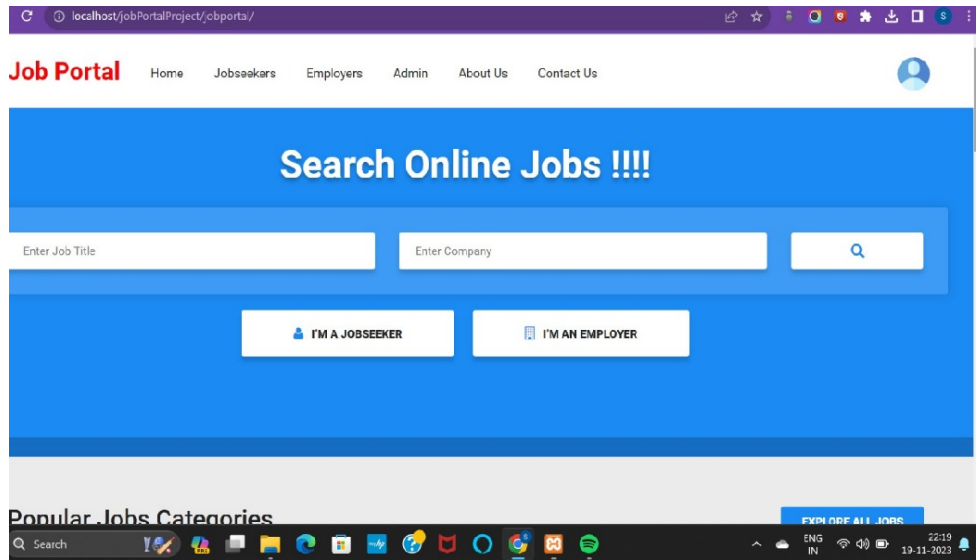 localhost/jobPortalProject/jobportal/
S
Job Portal Home Jobseekers Employers Admin About Us Contact Us
Search Online Jobs !!!!
Enter Job Title Enter Company
I'M A JOBSEEKER I'M AN EMPLOYER
Popular Jobs Categories EXPLORE ALL JOBS
Search ENG 22:19
IN 19-11-2023